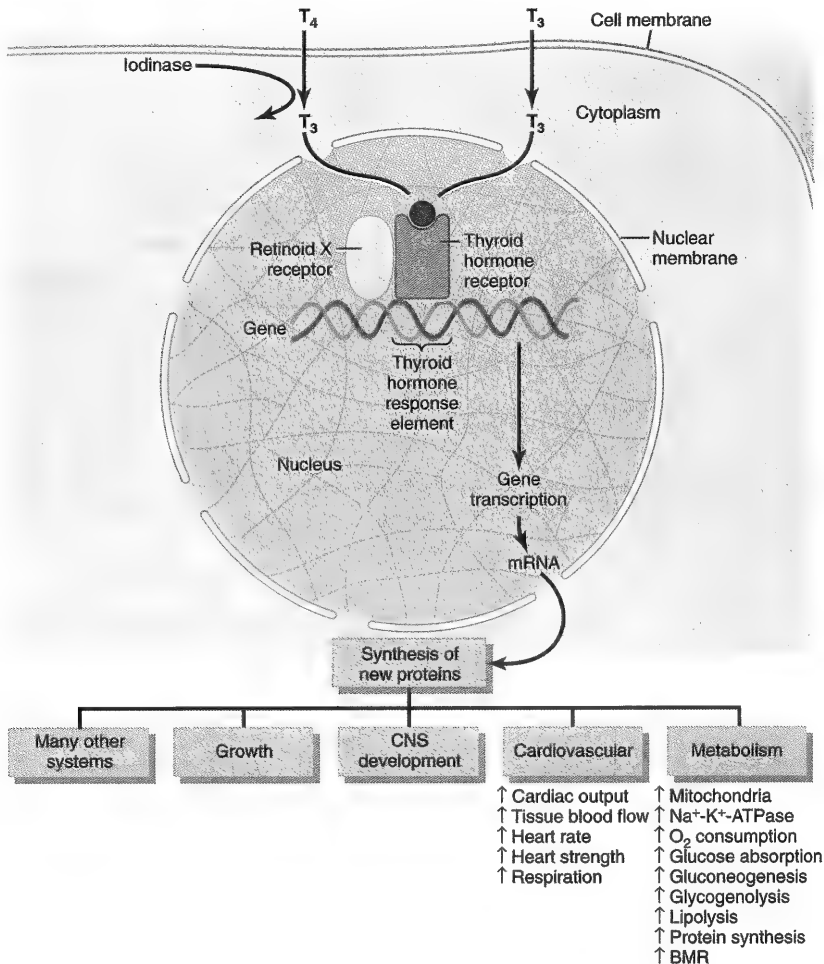 T4
T3
Cell membrane
Iodinase
T3
T3
Cytoplasm
Retinoid X
receptor
Thyroid
hormone
receptor
Nuclear
membrane
Gene
Thyroid
hormone
response
element
Nucleus
Gene
transcription
mRNA
Synthesis of
new proteins
Many other
systems
Growth
CNS
development
Cardiovascular
Metabolism
↑ Cardiac output
↑ Tissue blood flow
↑ Heart rate
↑ Heart strength
↑ Respiration
↑ Mitochondria
↑ Na⁺-K⁺-ATPase
↑ O₂ consumption
↑ Glucose absorption
↑ Gluconeogenesis
↑ Glycogenolysis
↑ Lipolysis
↑ Protein synthesis
↑ BMR